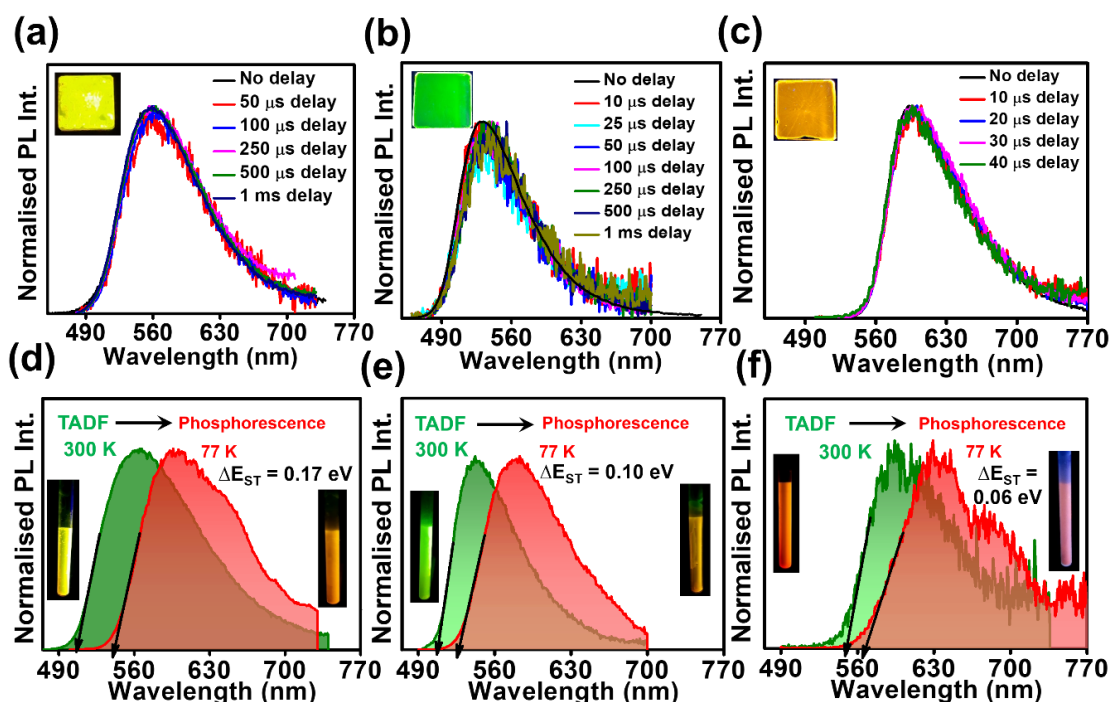 (a)
Normalised PL Int.
No delay
50 μs delay
100 μs delay
250 μs delay
500 μs delay
1 ms delay
490 560 630 700 770
Wavelength (nm)
(b)
Normalised PL Int.
No delay
10 μs delay
25 μs delay
50 μs delay
100 μs delay
250 μs delay
500 μs delay
1 ms delay
490 560 630 700 770
Wavelength (nm)
(c)
Normalised PL Int.
No delay
10 μs delay
20 μs delay
30 μs delay
40 μs delay
490 560 630 700 770
Wavelength (nm)
(d)
Normalised PL Int.
TADF Phosphorescence
300 K 77 K
ΔEST = 0.17 eV
490 560 630 700 770
Wavelength (nm)
(e)
Normalised PL Int.
TADF Phosphorescence
300 K 77 K
ΔEST = 0.10 eV
490 560 630 700 770
Wavelength (nm)
(f)
Normalised PL Int.
TADF Phosphorescence
300 K 77 K
ΔEST =
0.06 eV
490 560 630 700 770
Wavelength (nm)